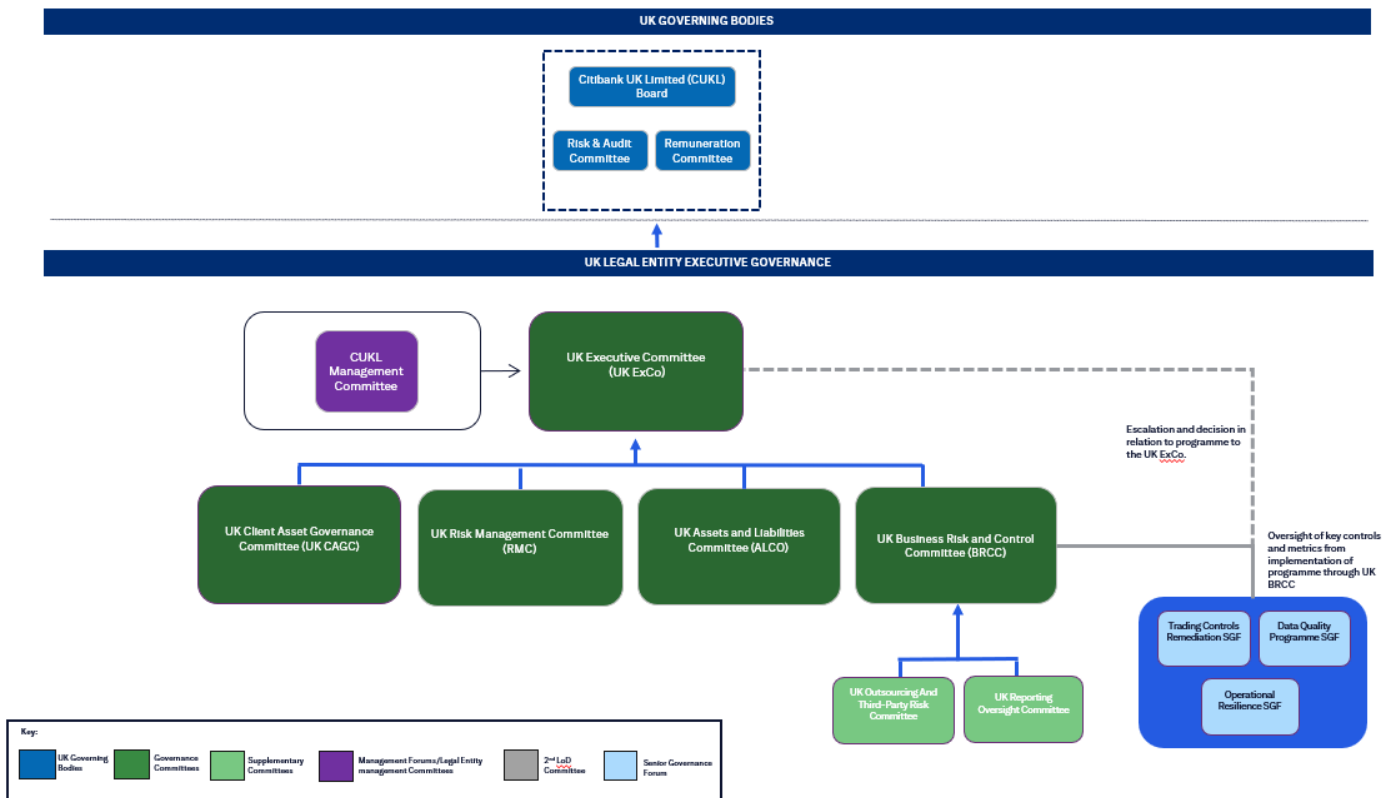 UK GOVERNING BODIES
Citibank UK Limited (CUKL)
Board
Risk & Audit
Committee
Remuneration
Committee
UK LEGAL ENTITY EXECUTIVE GOVERNANCE
CUKL
Management
Committee
UK Executive Committee
(UK ExCo)
Escalation and decision in
relation to programme to
the UK ExCo.
UK Client Asset Governance
Committee (UK CAGC)
UK Risk Management Committee
(RMC)
UK Assets and Liabilities
Committee (ALCO)
UK Business Risk and Control
Committee (BRCC)
Oversight of key controls
and metrics from
implementation of
programme through UK
BRCC
Trading Controls
Remediation SGF
Data Quality
Programme SGF
Operational
Resilience SGF
UK Outsourcing And
Third-Party Risk
Committee
UK Reporting
Oversight Committee
Key:
UK Governing
Bodies
Governance
Committees
Supplementary
Committees
Management Forums/Legal Entity
management Committees
2nd LoD
Committee
Senior Governance
Forum